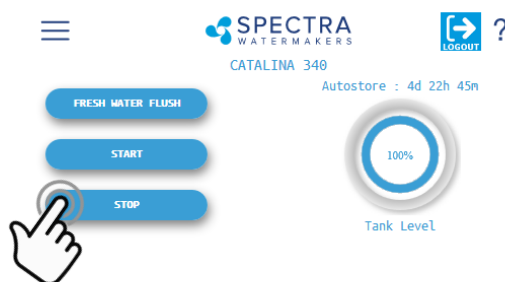 SPECTRA
WATERMAKERS
LOGOUT
?
CATALINA 340
Autostore : 4d 22h 45m
FRESH WATER FLUSH
START
100%
STOP
Tank Level